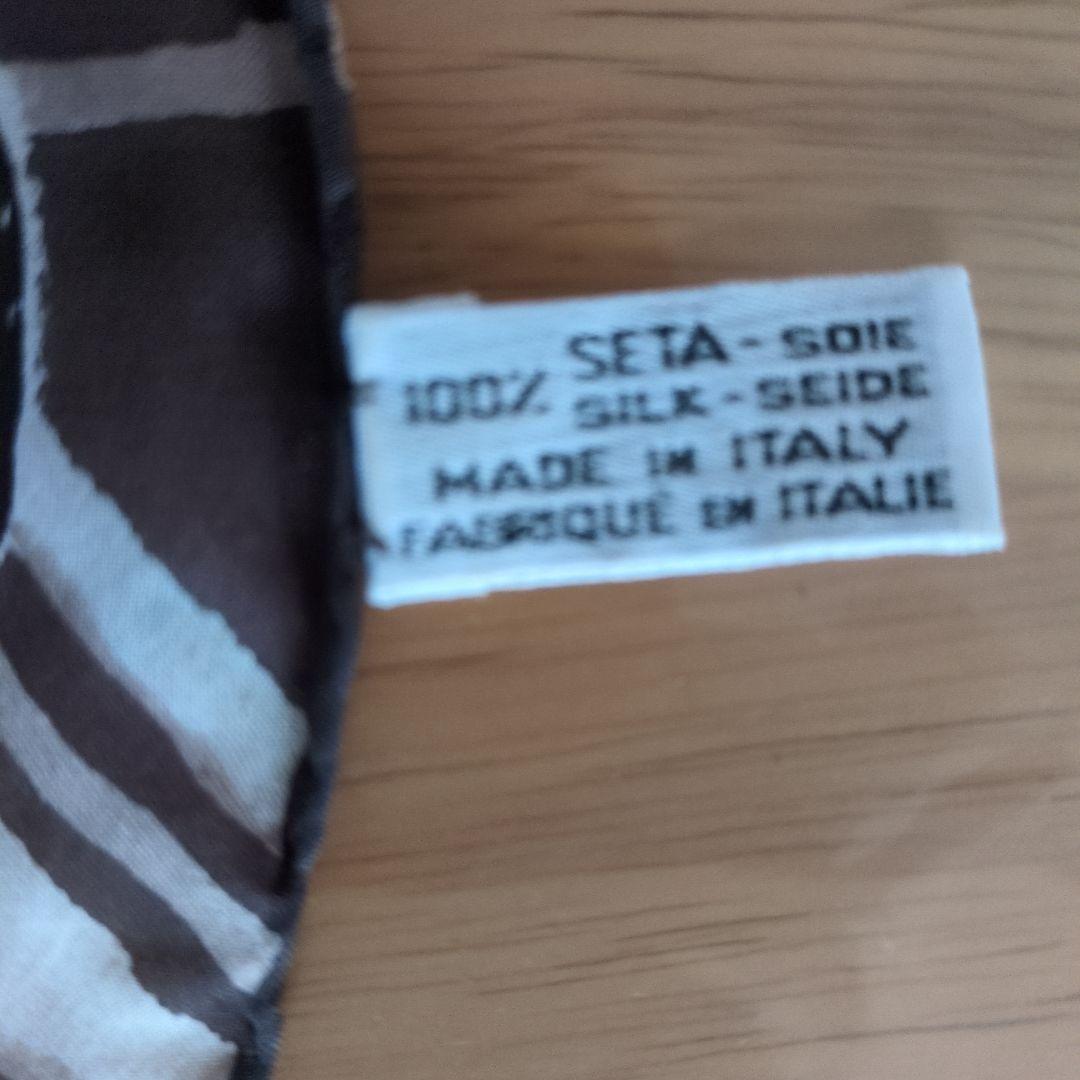 SETA - SOIE
100% SILK - SEIDE
MADE IN ITALY
FABRIQUÉ EN ITALIE